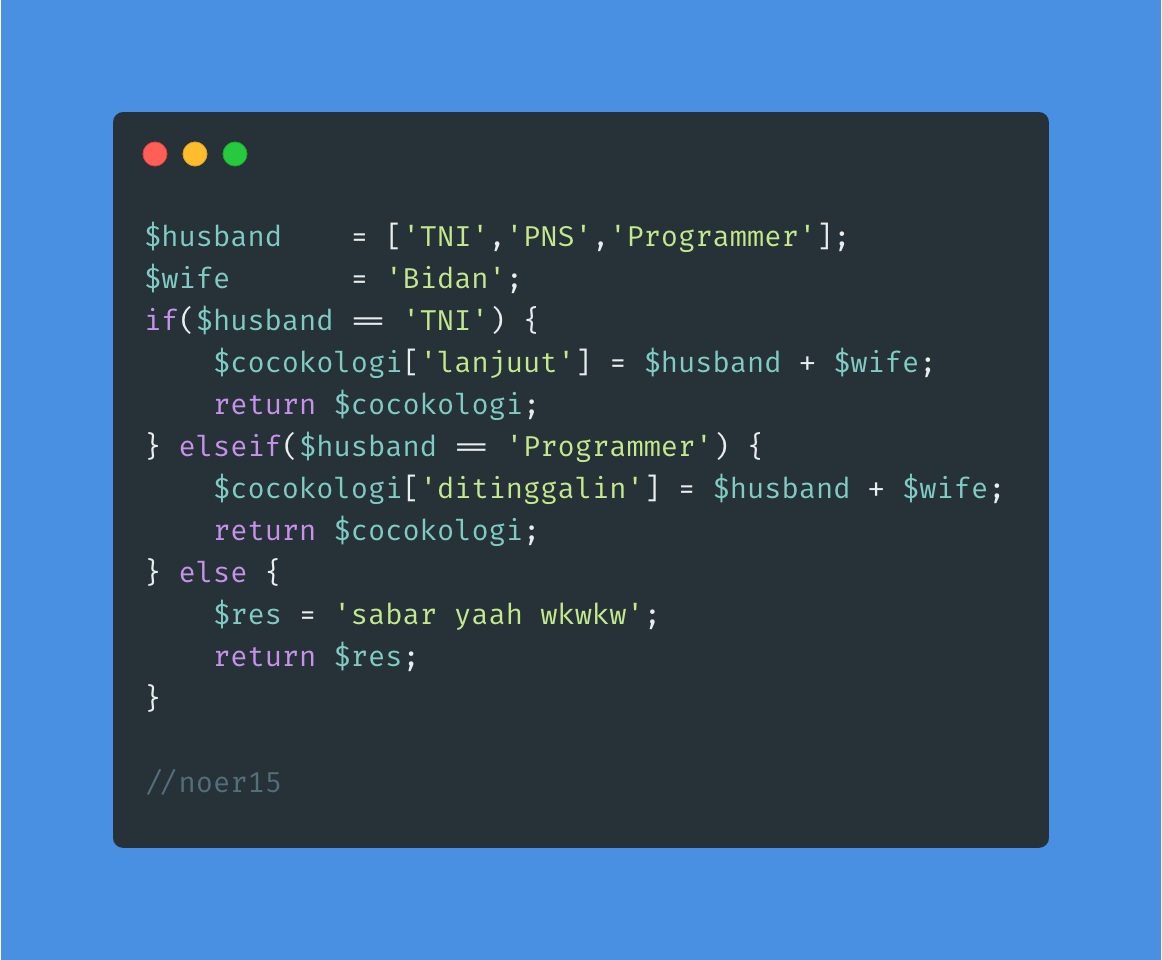 $husband    = ['TNI','PNS','Programmer'];
$wife       = 'Bidan';
if($husband == 'TNI') {
    $cocokologi['lanjuut'] = $husband + $wife;
    return $cocokologi;
} elseif($husband == 'Programmer') {
    $cocokologi['ditinggalin'] = $husband + $wife;
    return $cocokologi;
} else {
    $res = 'sabar yaah wkwkw';
    return $res;
}
//noer15